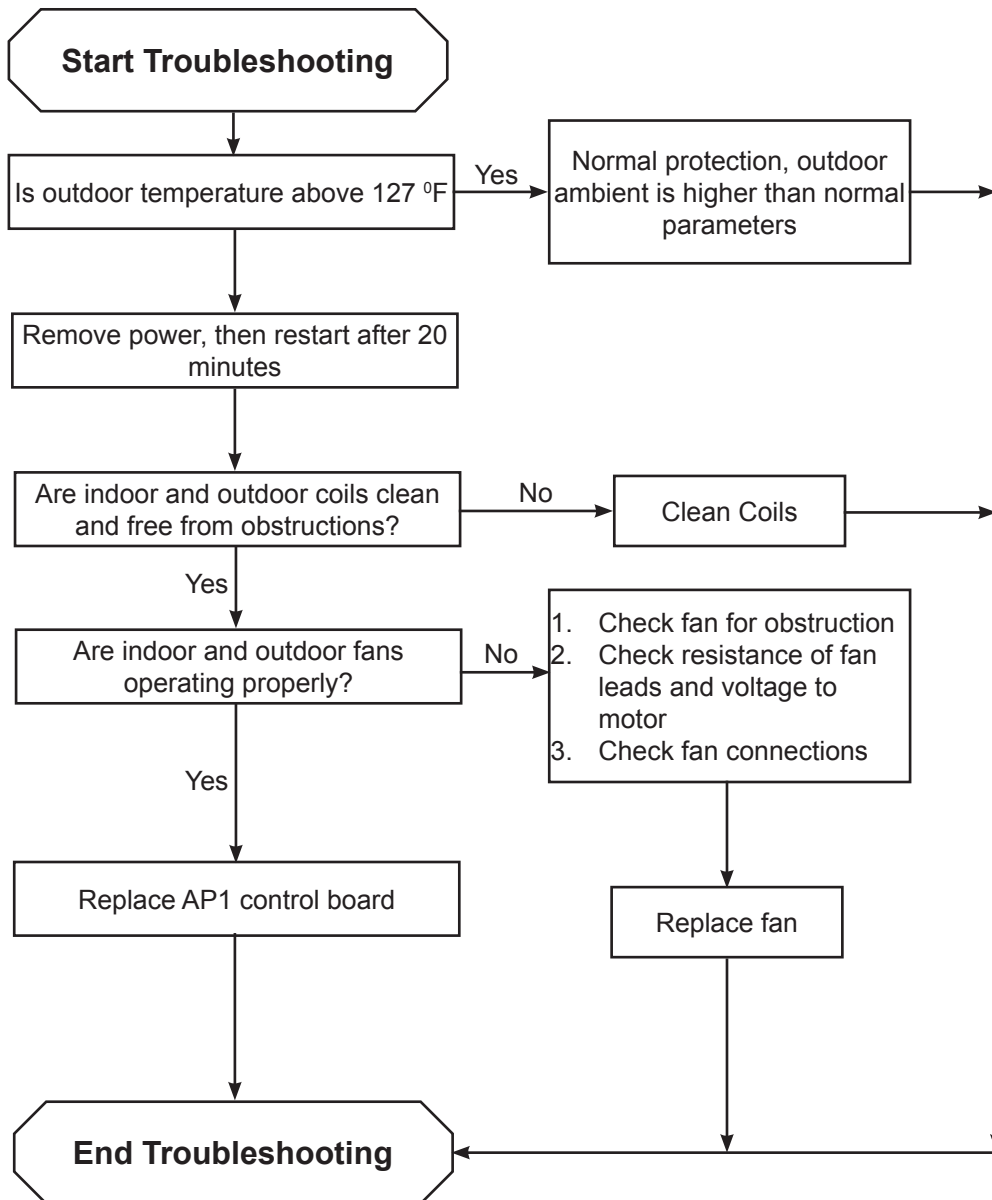 Start Troubleshooting
Is outdoor temperature above 127 ⁰F
Yes
Normal protection, outdoor
ambient is higher than normal
parameters
Remove power, then restart after 20
minutes
Are indoor and outdoor coils clean
and free from obstructions?
No
Clean Coils
Yes
Are indoor and outdoor fans
operating properly?
No
1. Check fan for obstruction
2. Check resistance of fan
leads and voltage to
motor
3. Check fan connections
Yes
Replace AP1 control board
Replace fan
End Troubleshooting